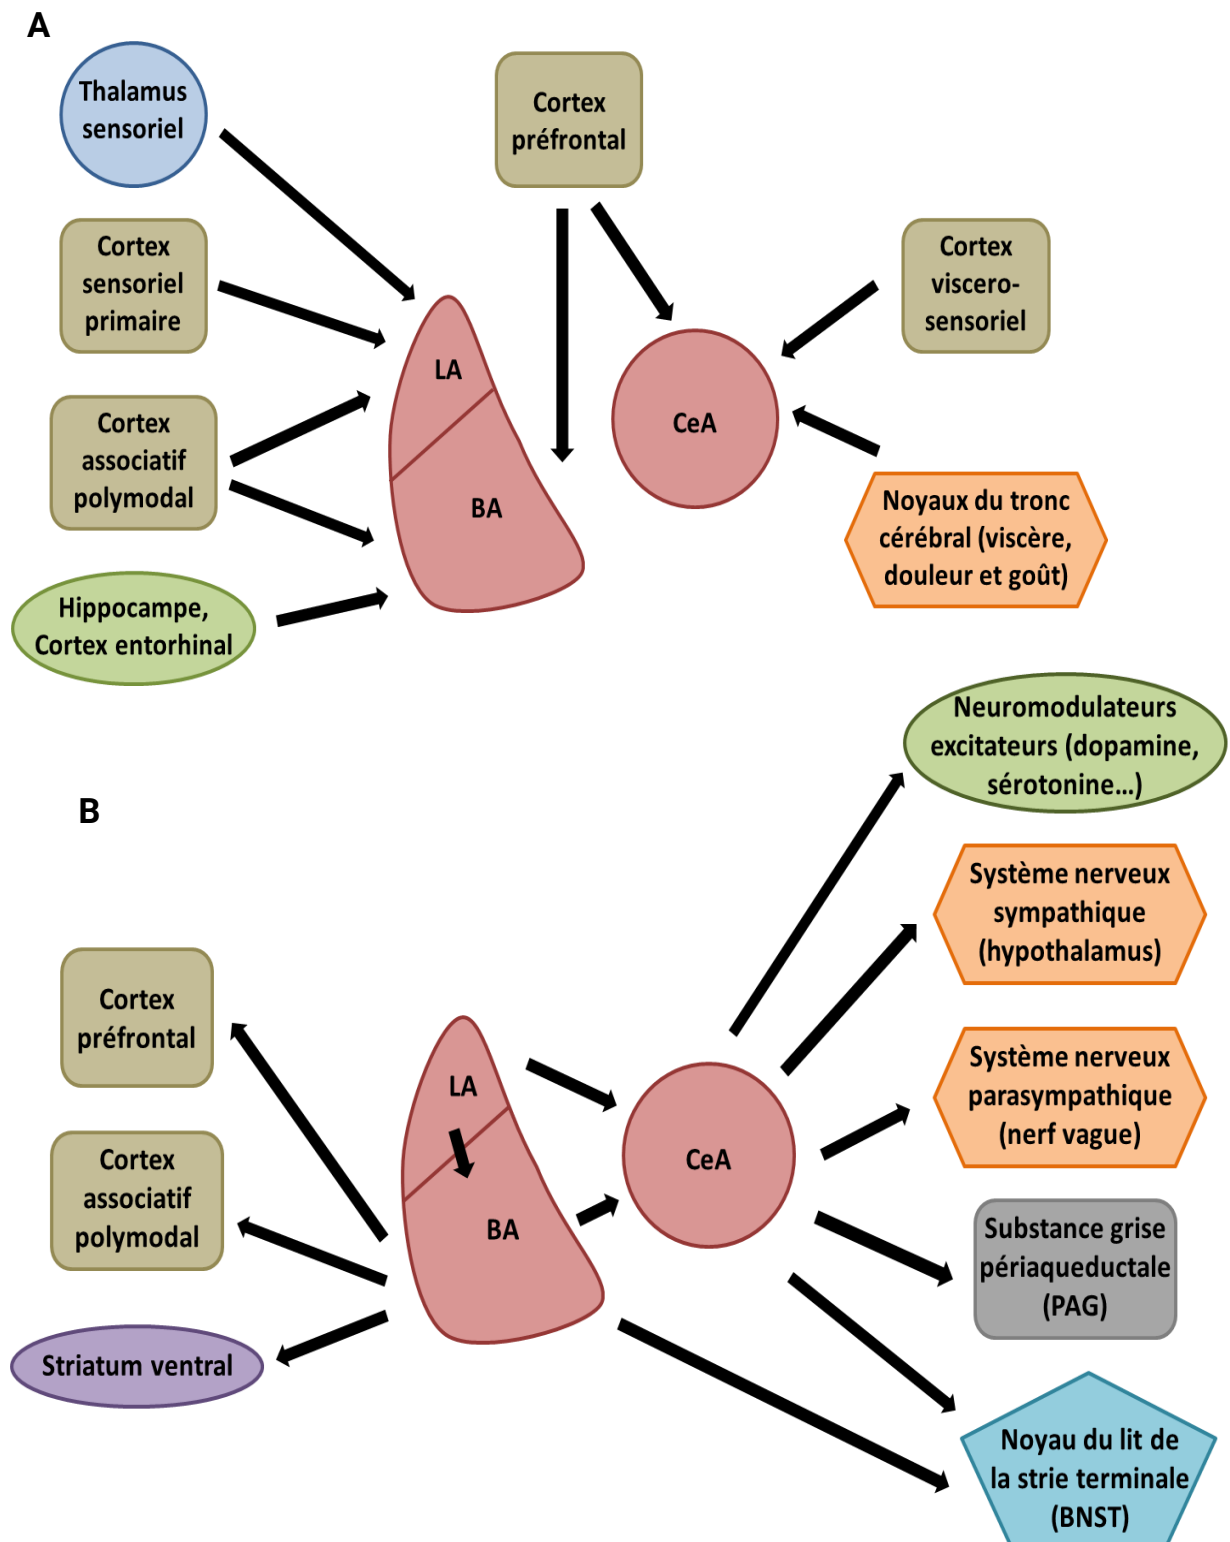 A
Thalamus
sensoriel
Cortex
préfrontal
Cortex
sensoriel
primaire
Cortex
viscero-
sensoriel
LA
Cortex
associatif
polymodal
CeA
BA
Noyaux du tronc
cérébral (viscère,
douleur et goût)
Hippocampe,
Cortex entorhinal
B
Neuromodulateurs
excitateurs (dopamine,
sérotonine...)
Système nerveux
sympathique
(hypothalamus)
Cortex
préfrontal
LA
Système nerveux
parasympathique
(nerf vague)
Cortex
associatif
polymodal
CeA
BA
Substance grise
périaqueductale
(PAG)
Striatum ventral
Noyau du lit de
la strie terminale
(BNST)